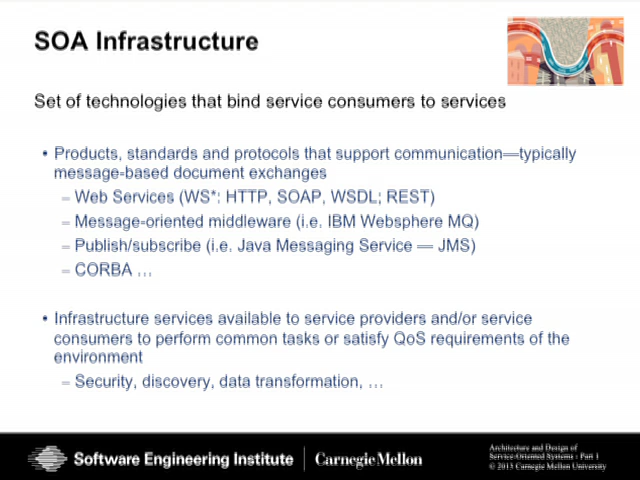 SOA Infrastructure
Set of technologies that bind service consumers to services
• Products, standards and protocols that support communication—typically
message-based document exchanges
– Web Services (WS*: HTTP, SOAP, WSDL; REST)
– Message-oriented middleware (i.e. IBM Websphere MQ)
– Publish/subscribe (i.e. Java Messaging Service — JMS)
– CORBA …
• Infrastructure services available to service providers and/or service
consumers to perform common tasks or satisfy QoS requirements of the
environment
– Security, discovery, data transformation, …
Software Engineering Institute | Carnegie Mellon
Architecture and Design of
Service-Oriented Systems : Part 1
© 2013 Carnegie Mellon University